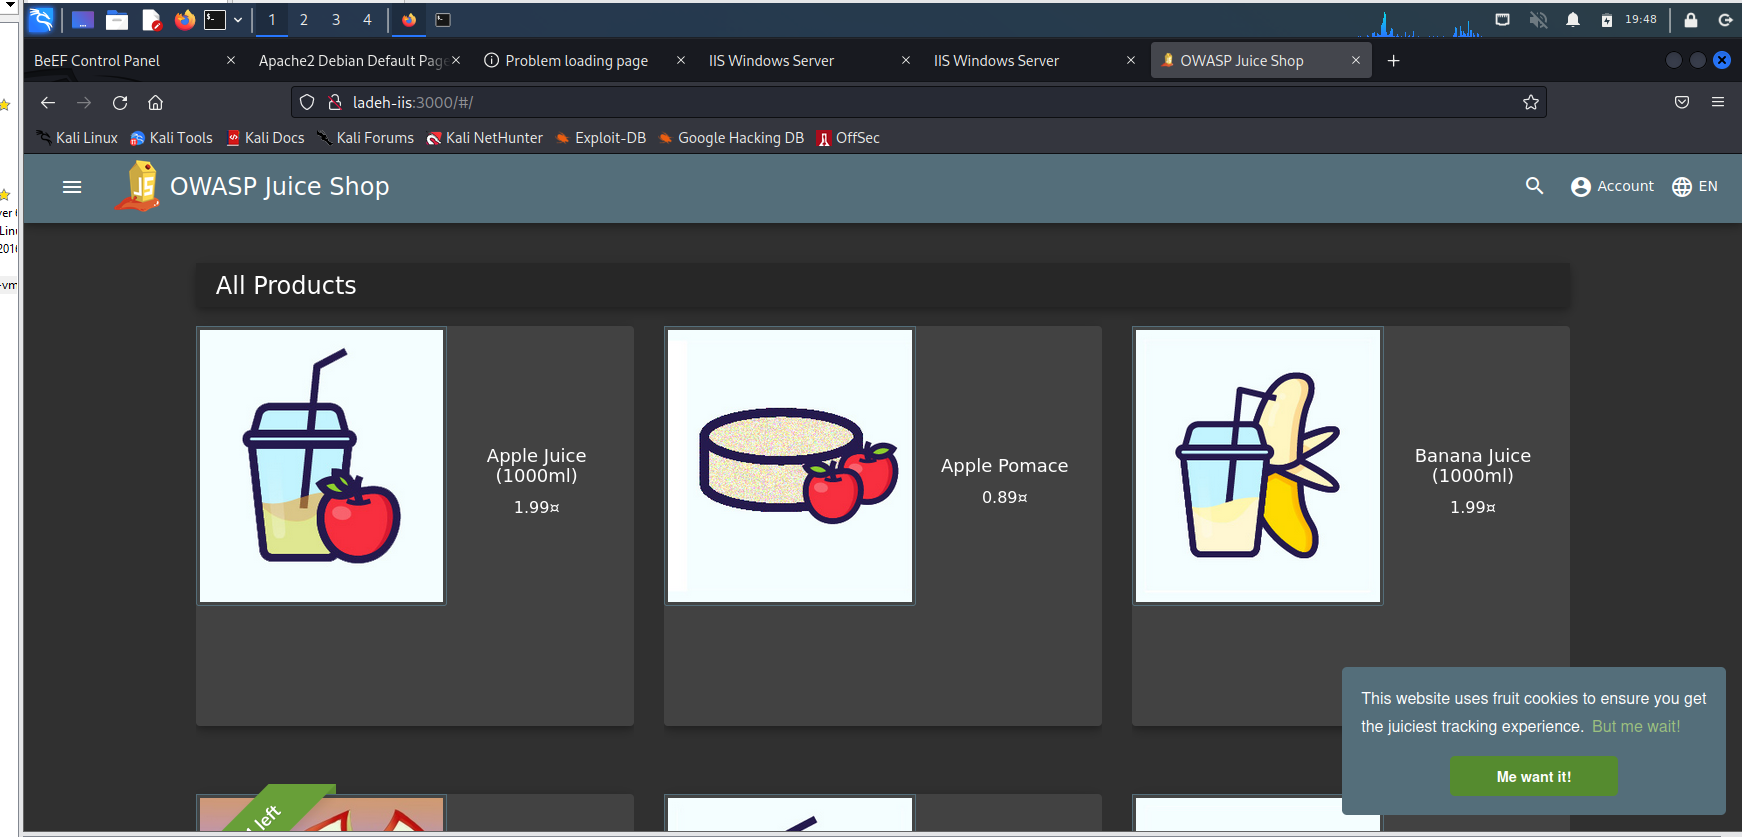 1 2 3 4 19:48
BeEF Control Panel Apache2 Debian Default Pag Problem loading page IIS Windows Server IIS Windows Server OWASP Juice Shop
ladeh-iis:3000/#/
Kali Linux Kali Tools Kali Docs Kali Forums Kali NetHunter Exploit-DB Google Hacking DB OffSec
JS OWASP Juice Shop Account EN
All Products
Apple Juice
(1000ml)
1.99¤
Apple Pomace
0.89¤
Banana Juice
(1000ml)
1.99¤
This website uses fruit cookies to ensure you get
the juiciest tracking experience. But me wait!
Me want it!
left